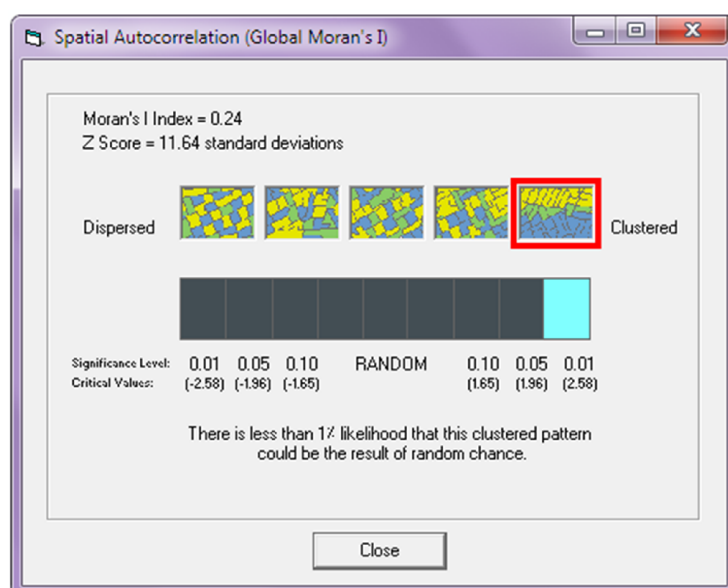 Spatial Autocorrelation (Global Moran's I)
Moran's I Index = 0.24
Z Score = 11.64 standard deviations
Dispersed
Clustered
Significance Level: 0.01 0.05 0.10 RANDOM 0.10 0.05 0.01
Critical Values: (-2.58) (-1.96) (-1.65) (1.65) (1.96) (2.58)
There is less than 1% likelihood that this clustered pattern
could be the result of random chance.
Close